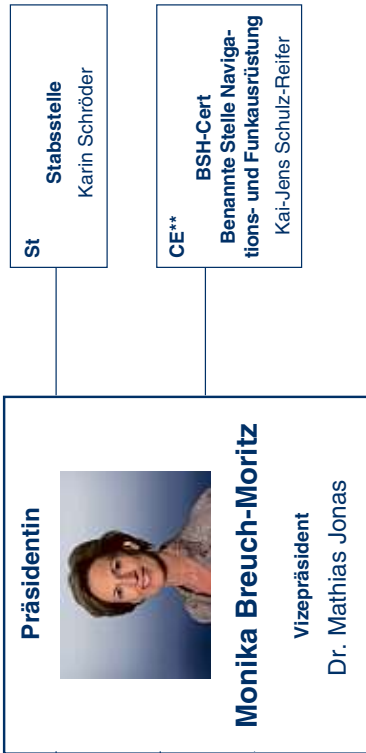 Präsidentin
Monika Breuch-Moritz
Vizepräsident
Dr. Mathias Jonas
St
Stabsstelle
Karin Schröder
CE**
BSH-Cert
Benannte Stelle Naviga-
tions- und Funkausrüstung
Kai-Jens Schulz-Reifer